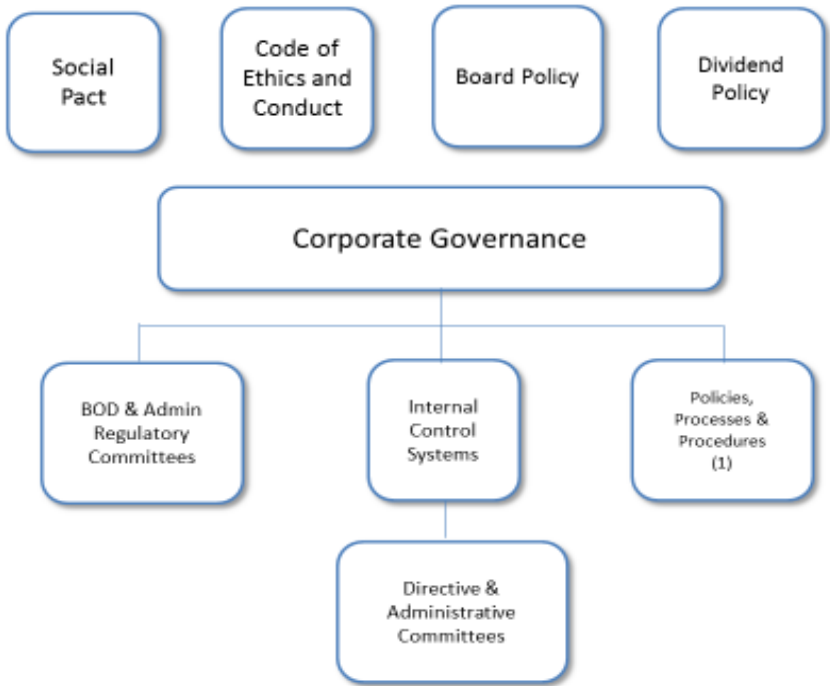 Social
Pact
Code of
Ethics and
Conduct
Board Policy
Dividend
Policy
Corporate Governance
BOD & Admin
Regulatory
Committees
Internal
Control
Systems
Policies,
Processes &
Procedures
(1)
Directive &
Administrative
Committees